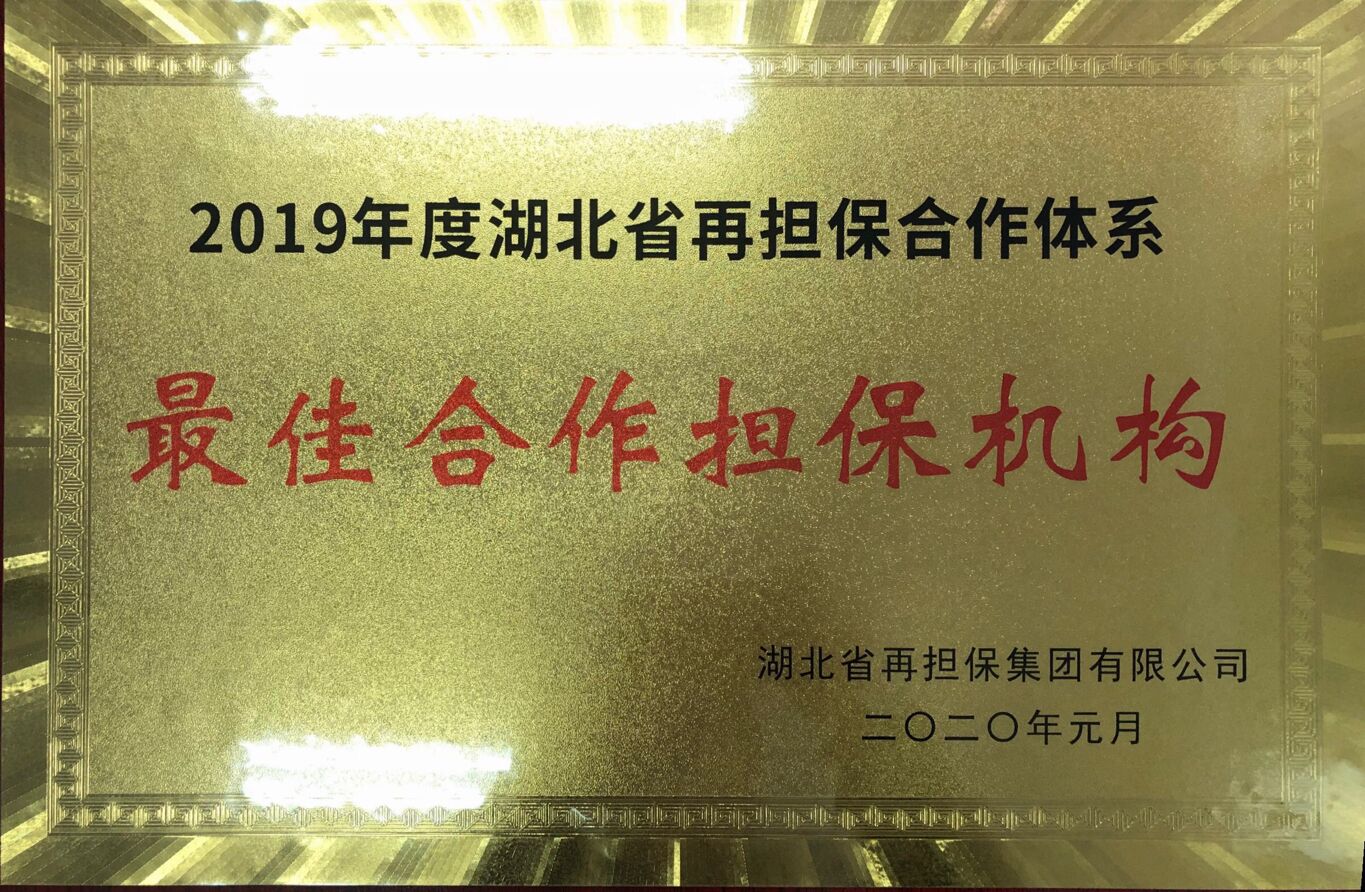 2019年度湖北省再担保合作体系
最佳合作担保机构
湖北省再担保集团有限公司
二〇二〇年元月